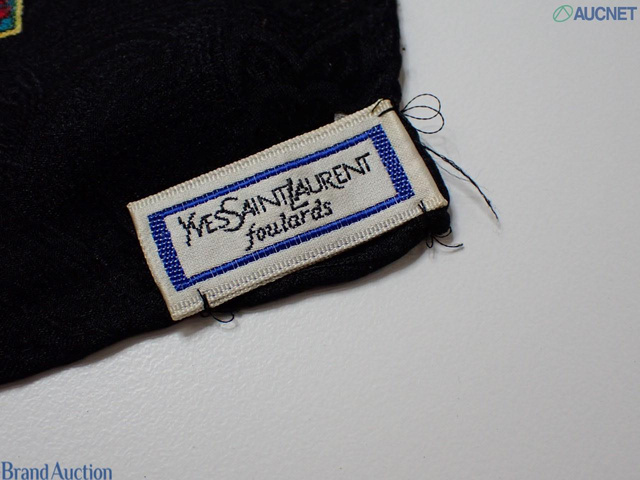 AUCNET
YVES SAINT LAURENT
foulards
Brand Auction